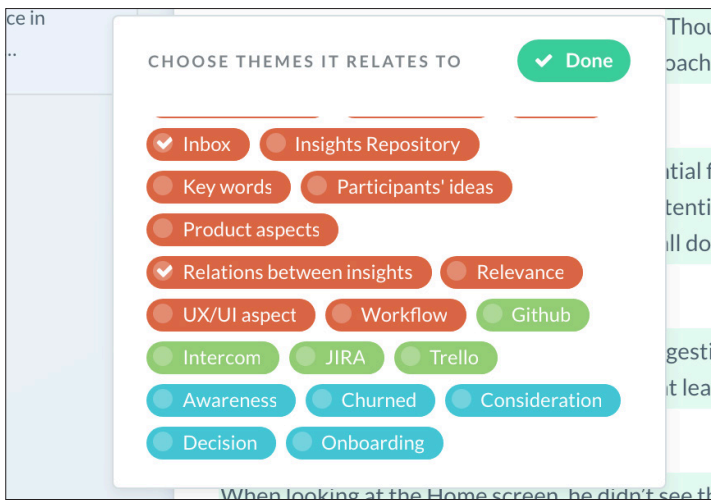 ce in
..
Thou
CHOOSE THEMES IT RELATES TO
Done
oach
Inbox Insights Repository
Key words Participants' ideas
Product aspects
Relations between insights Relevance
UX/UI aspect Workflow Github
Intercom JIRA Trello
Awareness Churned Consideration
Decision Onboarding
tial f
tenti
ll do
gesti
t lea
When looking at the Home screen, he didn't see th